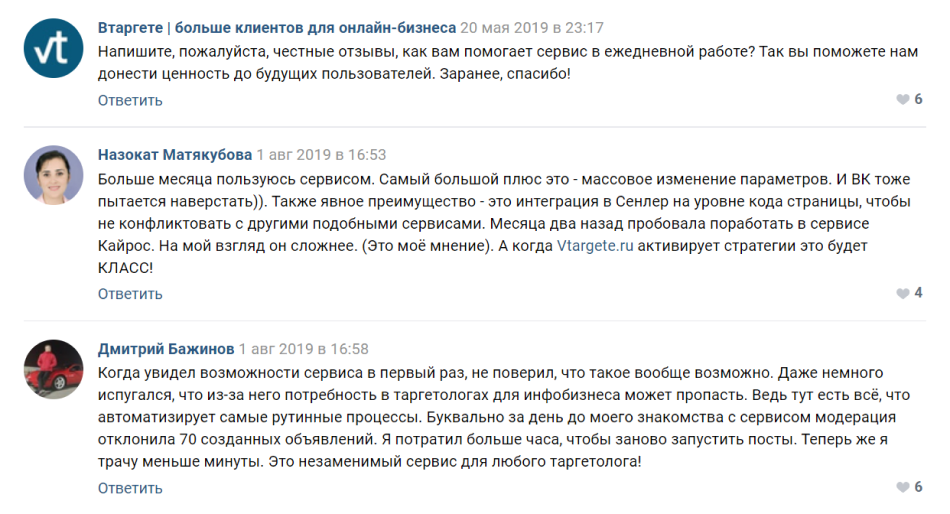 vt
Втаргете | больше клиентов для онлайн-бизнеса 20 мая 2019 в 23:17
Напишите, пожалуйста, честные отзывы, как вам помогает сервис в ежедневной работе? Так вы поможете нам
донести ценность до будущих пользователей. Заранее, спасибо!
Ответить 6
Назокат Матякубова 1 авг 2019 в 16:53
Больше месяца пользуюсь сервисом. Самый большой плюс это - массовое изменение параметров. И ВК тоже
пытается наверстать)). Также явное преимущество - это интеграция в Сенлер на уровне кода страницы, чтобы
не конфликтовать с другими подобными сервисами. Месяца два назад пробовала поработать в сервисе
Кайрос. На мой взгляд он сложнее. (Это моё мнение). А когда Vtargete.ru активирует стратегии это будет
КЛАСС!
Ответить 4
Дмитрий Бажинов 1 авг 2019 в 16:58
Когда увидел возможности сервиса в первый раз, не поверил, что такое вообще возможно. Даже немного
испугался, что из-за него потребность в таргетологах для инфобизнеса может пропасть. Ведь тут есть всё, что
автоматизирует самые рутинные процессы. Буквально за день до моего знакомства с сервисом модерация
отклонила 70 созданных объявлений. Я потратил больше часа, чтобы заново запустить посты. Теперь же я
трачу меньше минуты. Это незаменимый сервис для любого таргетолога!
Ответить 6